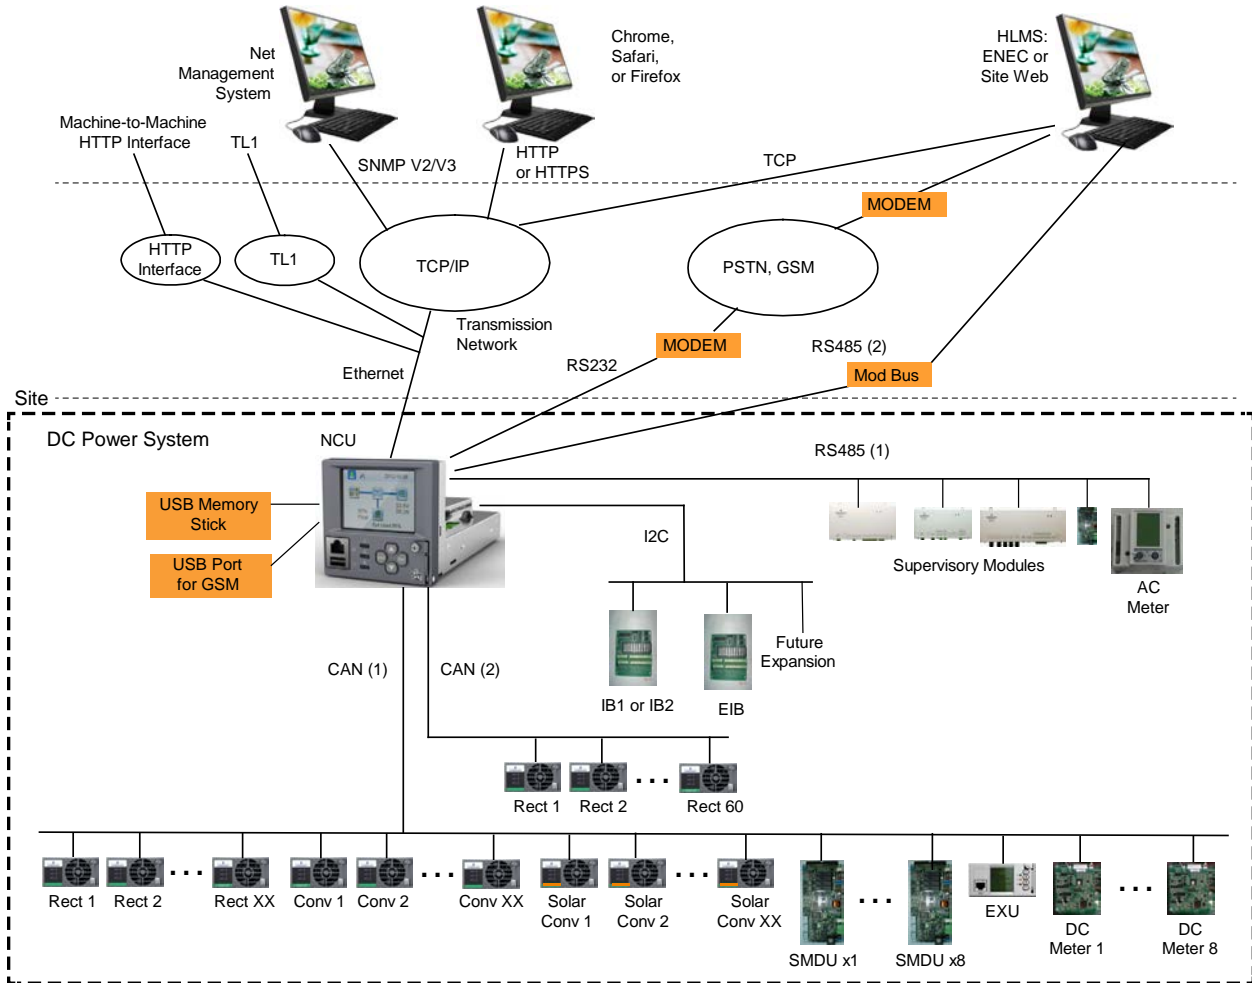 Net
Management
System
Chrome,
Safari,
or Firefox
HLMS:
ENEC or
Site Web
Machine-to-Machine
HTTP Interface
TL1
SNMP V2/V3
HTTP
or HTTPS
TCP
MODEM
HTTP
Interface
TL1
TCP/IP
PSTN, GSM
Transmission
Network
MODEM
RS485 (2)
RS232
Mod Bus
Ethernet
Site
DC Power System
NCU
RS485 (1)
USB Memory
Stick
USB Port
for GSM
I2C
Supervisory Modules
AC
Meter
Future
Expansion
CAN (1)
CAN (2)
IB1 or IB2
EIB
Rect 1
Rect 2
Rect 60
Rect 1
Rect 2
Rect XX
Conv 1
Conv 2
Conv XX
Solar
Conv 1
Solar
Conv 2
Solar
Conv XX
SMDU x1
SMDU x8
EXU
DC
Meter 1
DC
Meter 8